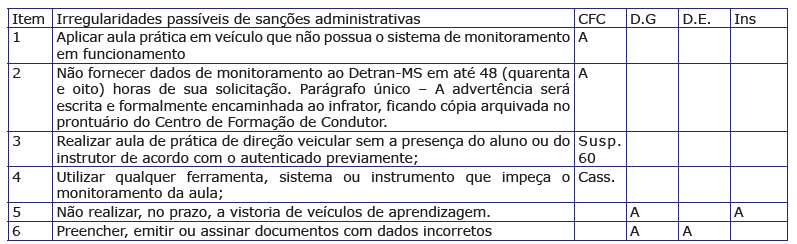 Item Irregularidades passíveis de sanções administrativas CFC D.G D.E. Ins
1 Aplicar aula prática em veículo que não possua o sistema de monitoramento A
em funcionamento
2 Não fornecer dados de monitoramento ao Detran-MS em até 48 (quarenta A
e oito) horas de sua solicitação. Parágrafo único – A advertência será
escrita e formalmente encaminhada ao infrator, ficando cópia arquivada no
prontuário do Centro de Formação de Condutor.
3 Realizar aula de prática de direção veicular sem a presença do aluno ou do Susp.
instrutor de acordo com o autenticado previamente; 60
4 Utilizar qualquer ferramenta, sistema ou instrumento que impeça o Cass.
monitoramento da aula;
5 Não realizar, no prazo, a vistoria de veículos de aprendizagem. A A
6 Preencher, emitir ou assinar documentos com dados incorretos A A